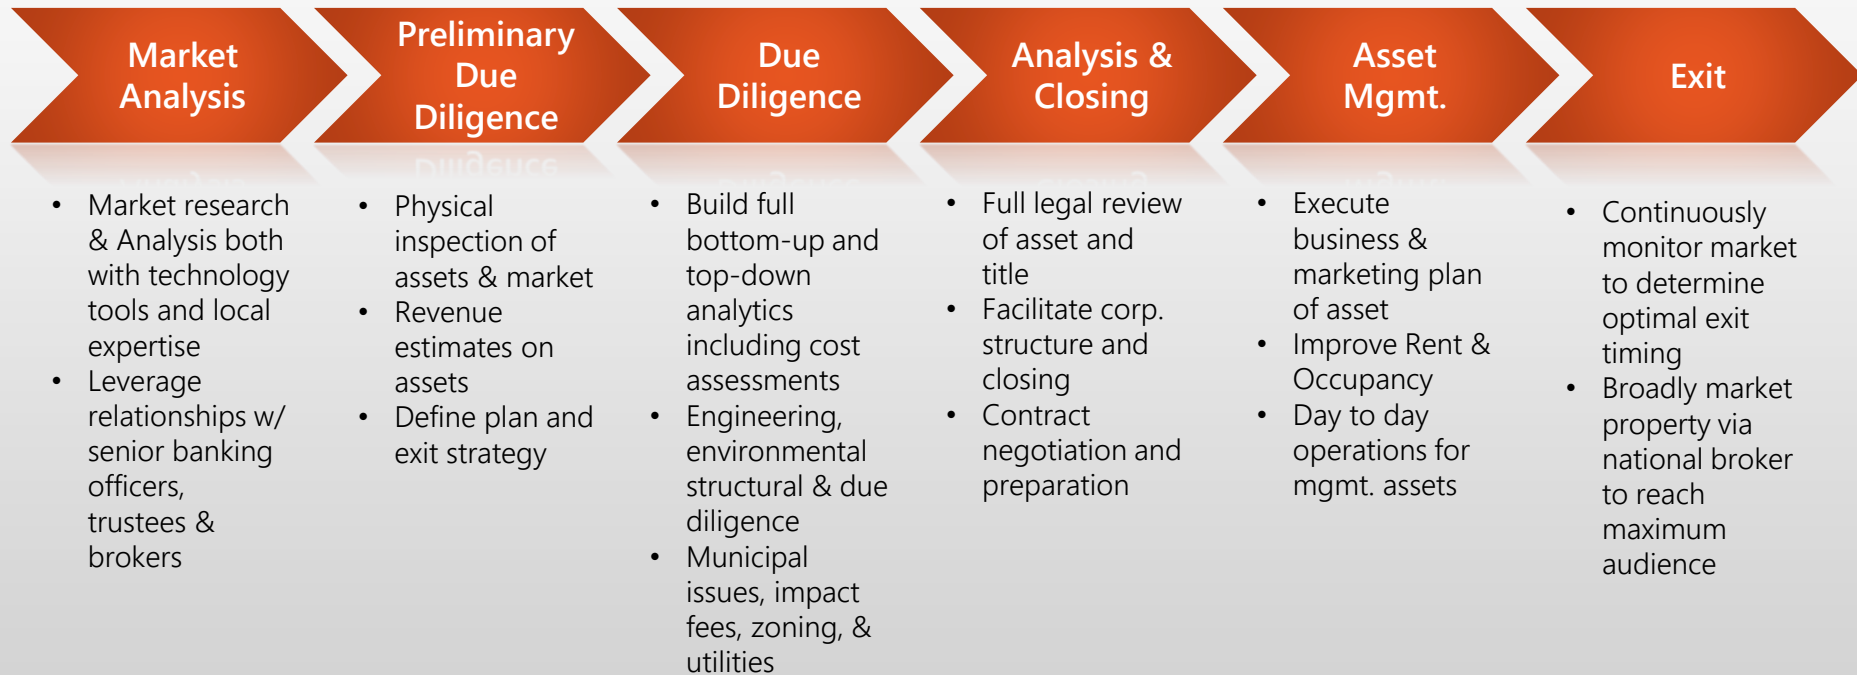 Market
Analysis
Preliminary
Due
Diligence
Due
Diligence
Analysis &
Closing
Asset
Mgmt.
Exit
• Market research
& Analysis both
with technology
tools and local
expertise
• Leverage
relationships w/
senior banking
officers,
trustees &
brokers
• Physical
inspection of
assets & market
• Revenue
estimates on
assets
• Define plan and
exit strategy
• Build full
bottom-up and
top-down
analytics
including cost
assessments
• Engineering,
environmental
structural & due
diligence
• Municipal
issues, impact
fees, zoning, &
utilities
• Full legal review
of asset and
title
• Facilitate corp.
structure and
closing
• Contract
negotiation and
preparation
• Execute
business &
marketing plan
of asset
• Improve Rent &
Occupancy
• Day to day
operations for
mgmt. assets
• Continuously
monitor market
to determine
optimal exit
timing
• Broadly market
property via
national broker
to reach
maximum
audience